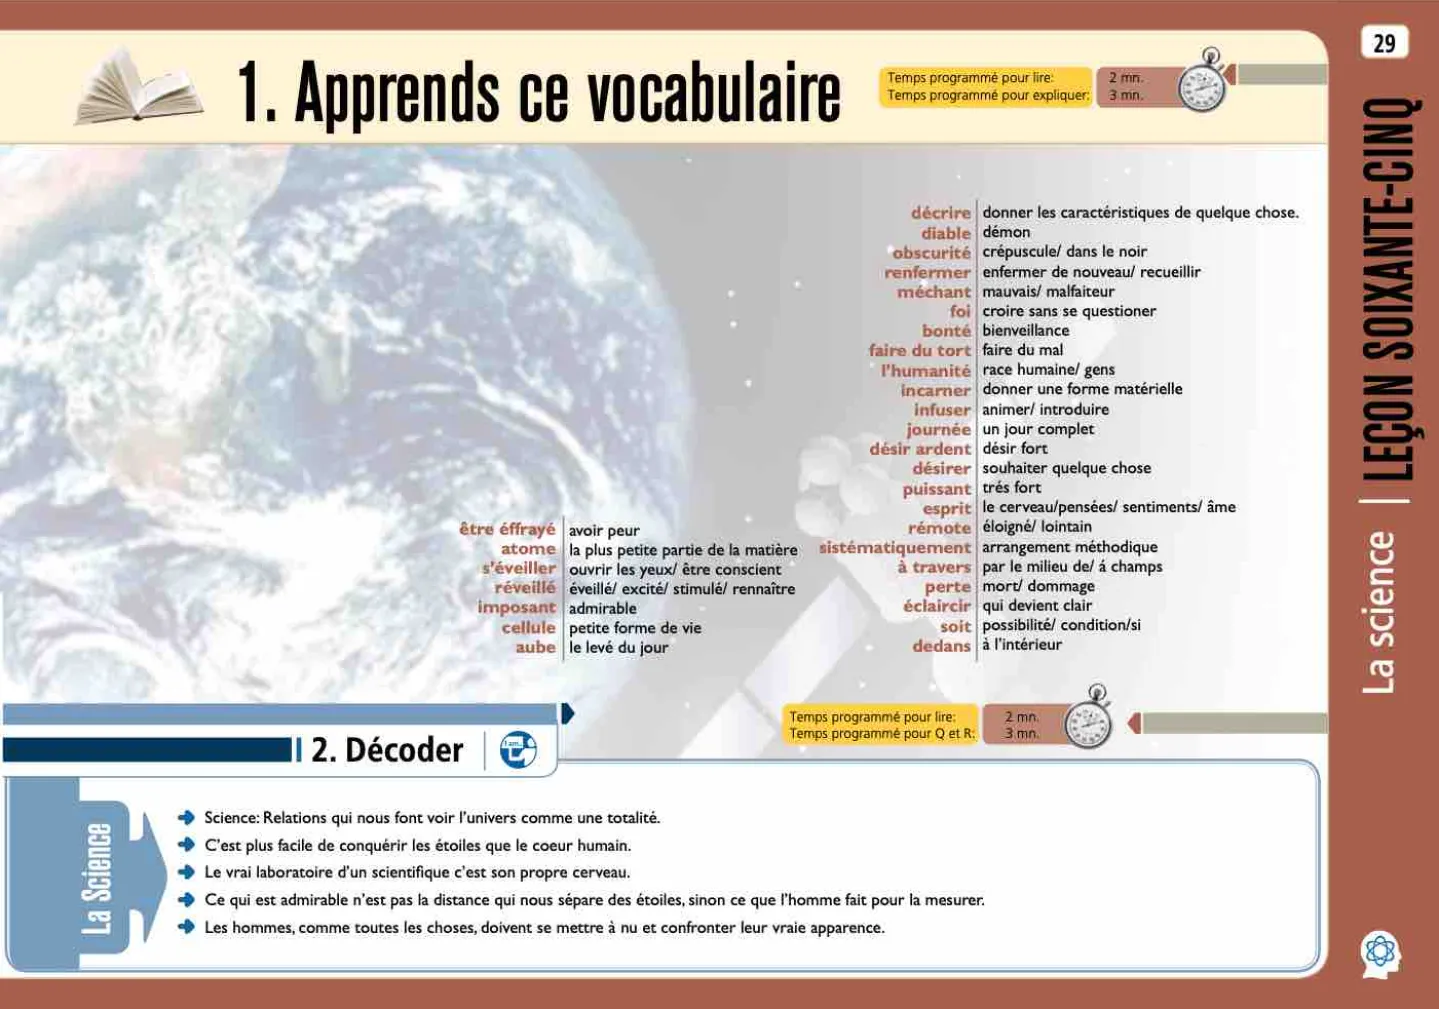 29
1. Apprends ce vocabulaire
Temps programmé pour lire: 2 mn.
Temps programmé pour expliquer: 3 mn.
LEÇON SOIXANTE-CINQ
La science
être éffrayé avoir peur
atome la plus petite partie de la matière
s'éveiller ouvrir les yeux/ être conscient
réveillé éveillé/ excité/ stimulé/ rennaître
imposant admirable
cellule petite forme de vie
aube le levé du jour
décrire donner les caractéristiques de quelque chose.
diable démon
obscurité crépuscule/ dans le noir
renfermer enfermer de nouveau/ recueillir
méchant mauvais/ malfaiteur
foi croire sans se questioner
bonté bienveillance
faire du tort faire du mal
l'humanité race humaine/ gens
incarner donner une forme matérielle
infuser animer/ introduire
journée un jour complet
désir ardent désir fort
désirer souhaiter quelque chose
puissant trés fort
esprit le cerveau/pensées/ sentiments/ âme
rémote éloigné/ lointain
sistématiquement arrangement méthodique
à travers par le milieu de/ á champs
perte mort/ dommage
éclaircir qui devient clair
soit possibilité/ condition/si
dedans à l'intérieur
Temps programmé pour lire: 2 mn.
Temps programmé pour Q et R: 3 mn.
2. Décoder
I am...
La Science
Science: Relations qui nous font voir l'univers comme une totalité.
C'est plus facile de conquérir les étoiles que le coeur humain.
Le vrai laboratoire d'un scientifique c'est son propre cerveau.
Ce qui est admirable n'est pas la distance qui nous sépare des étoiles, sinon ce que l'homme fait pour la mesurer.
Les hommes, comme toutes les choses, doivent se mettre à nu et confronter leur vraie apparence.